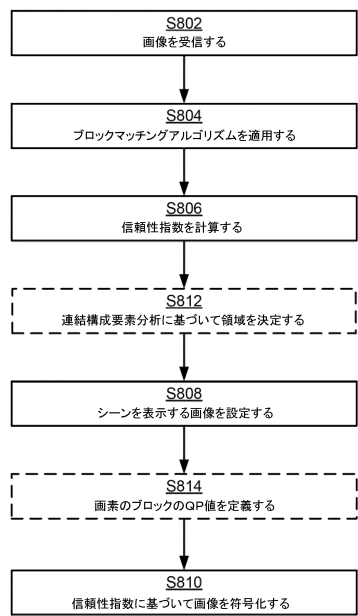 S802
画像を受信する
S804
ブロックマッチングアルゴリズムを適用する
S806
信頼性指数を計算する
S812
連結構成要素分析に基づいて領域を決定する
S808
シーンを表示する画像を設定する
S814
画素のブロックのQP値を定義する
S810
信頼性指数に基づいて画像を符号化する